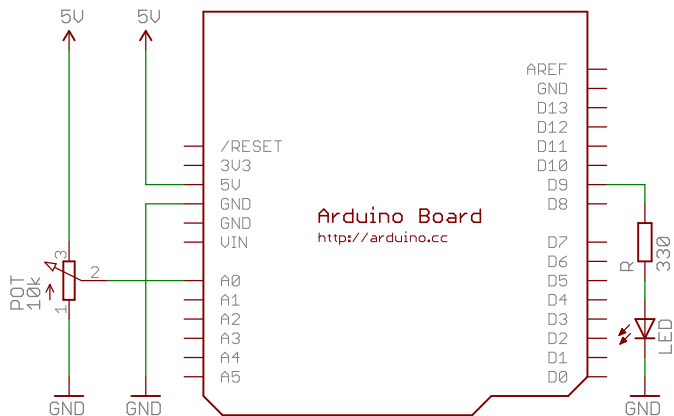 5V
5V
/RESET
3V3
5V
GND
GND
VIN
A0
A1
A2
A3
A4
A5
Arduino Board
http://arduino.cc
AREF
GND
D13
D12
D11
D10
D9
D8
D7
D6
D5
D4
D3
D2
D1
D0
POT
10k
3
2
1
R
330
LED
GND
GND
GND